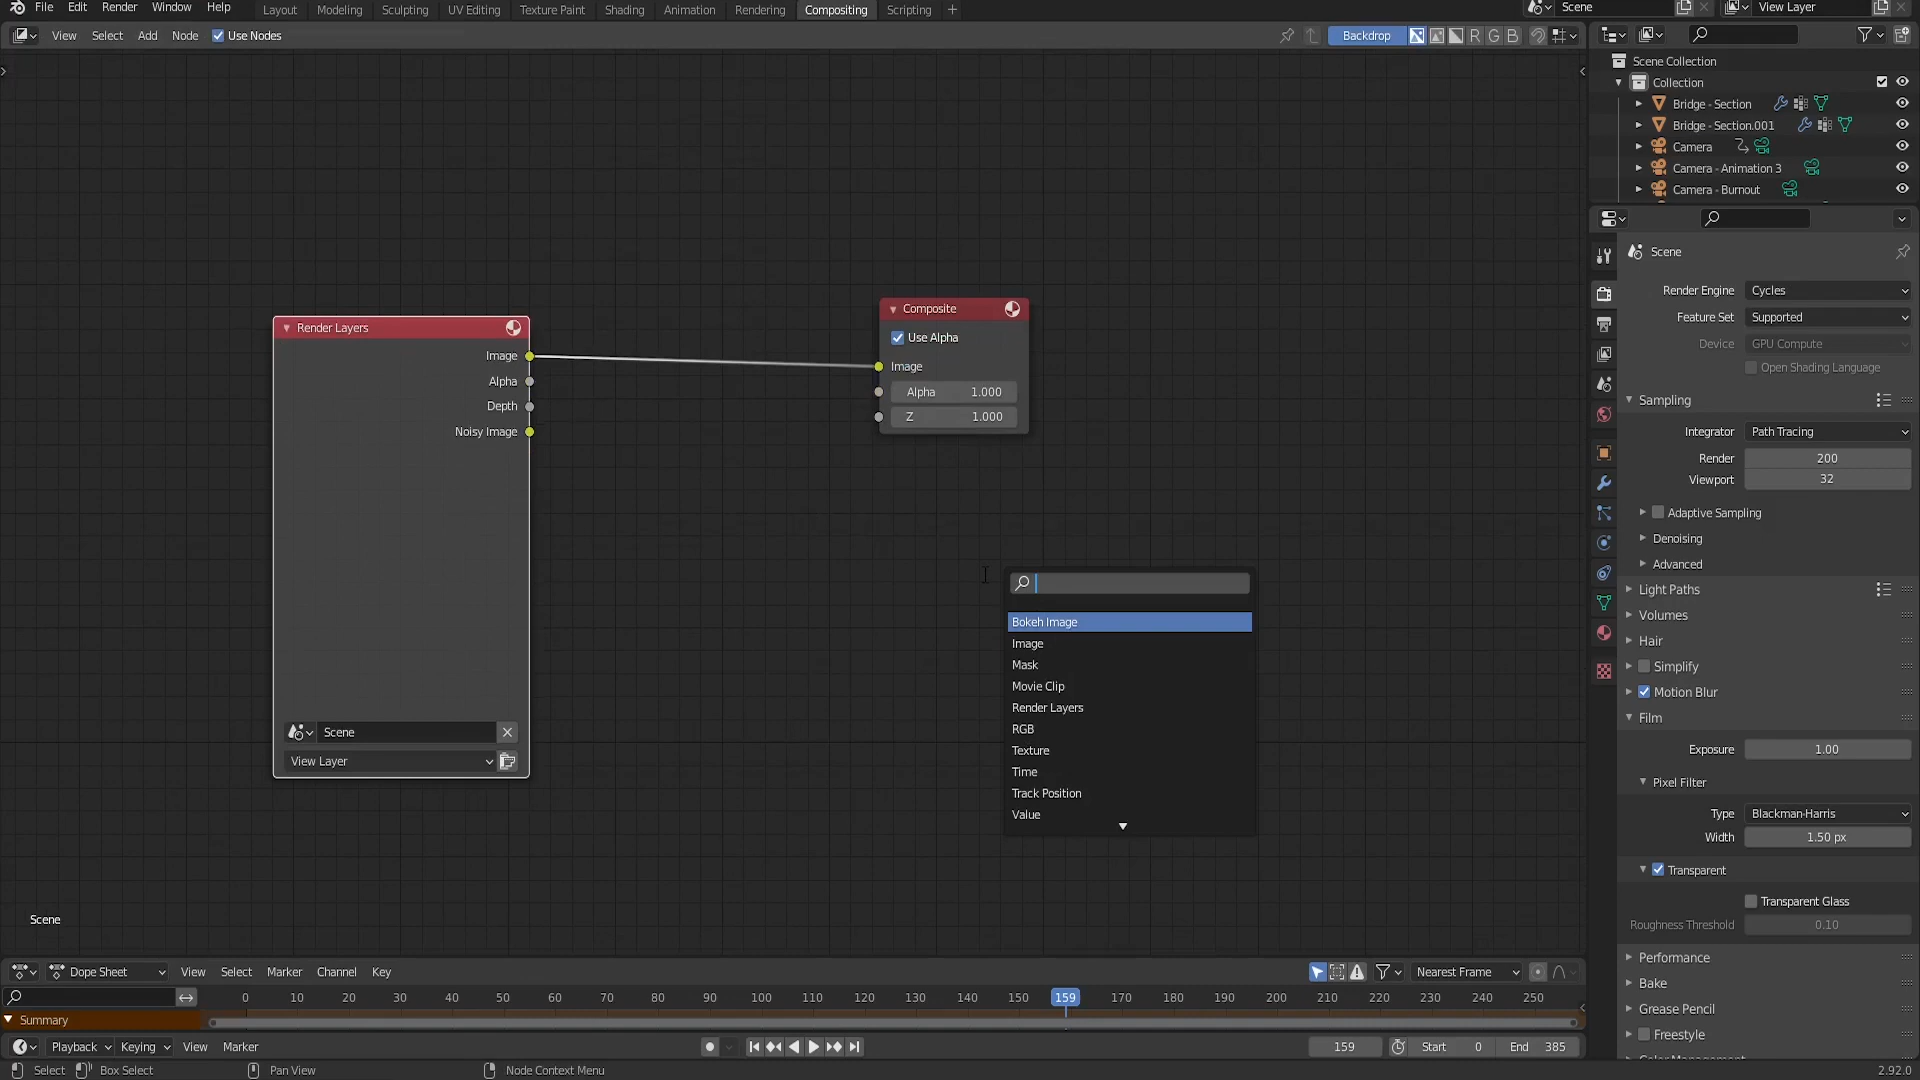 File Edit Render Window Help Layout Modeling Sculpting UV Editing Texture Paint Shading Animation Rendering Compositing Scripting + Scene View Layer
View Select Add Node Use Nodes Backdrop R G B
Scene Collection
Collection
Bridge - Section
Bridge - Section.001
Camera
Camera - Animation 3
Camera - Burnout
Render Layers
Image
Alpha
Depth
Noisy Image
Scene
View Layer
Composite
Use Alpha
Image
Alpha 1.000
Z 1.000
Bokeh Image
Image
Mask
Movie Clip
Render Layers
RGB
Texture
Time
Track Position
Value
Scene
Scene
Render Engine Cycles
Feature Set Supported
Device GPU Compute
Open Shading Language
Sampling
Integrator Path Tracing
Render 200
Viewport 32
Adaptive Sampling
Denoising
Advanced
Light Paths
Volumes
Hair
Simplify
Motion Blur
Film
Exposure 1.00
Pixel Filter
Type Blackman-Harris
Width 1.50 px
Transparent
Transparent Glass
Roughness Threshold 0.10
Performance
Bake
Grease Pencil
Freestyle
Dope Sheet View Select Marker Channel Key Nearest Frame
0 10 20 30 40 50 60 70 80 90 100 110 120 130 140 150 159 170 180 190 200 210 220 230 240 250
Summary
Playback Keying View Marker 159 Start 0 End 385
Select Box Select Pan View Node Context Menu 2.92.0